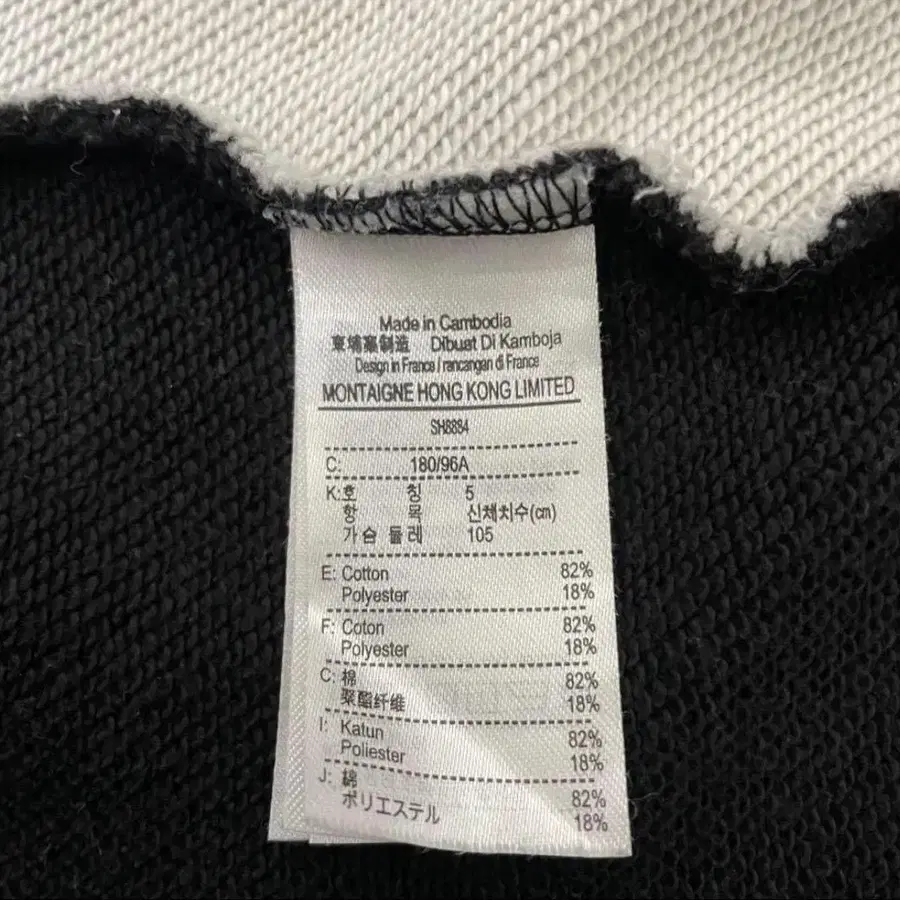 Made in Cambodia
柬埔寨制造 Dibuat Di Kamboja
Design in France / rancangan di France
MONTAIGNE HONG KONG LIMITED
SH8884
C: 180/96A
K:호 칭 5
항 목 신체치수(cm)
가슴 둘레 105
E: Cotton 82%
Polyester 18%
F: Coton 82%
Polyester 18%
C: 棉 82%
聚酯纤维 18%
I: Katun 82%
Poliester 18%
J: 綿 82%
ポリエステル 18%